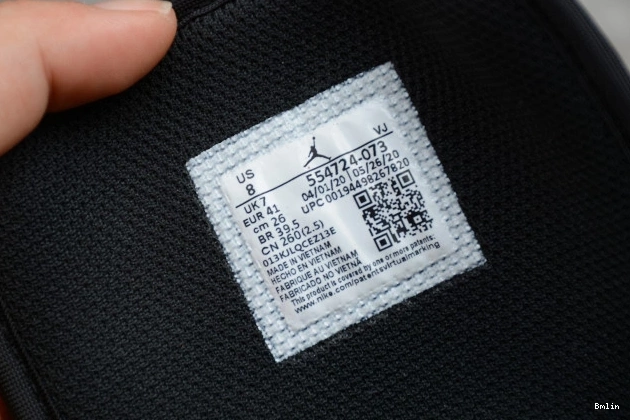 VJ
US
8
554724-073
UK 7
04/01/20 | 05/26/20
EUR 41
UPC 00194498267820
cm 26
BR 39.5
CN 260(2.5)
013KJLQCEZ13E
MADE IN VIETNAM
HECHO EN VIETNAM
FABRIQUE AU VIETNAM
FABRICADO NO VIETNA
This product is covered by one or more patents:
www.nike.com/patentsvirtualmarking
Bmlin